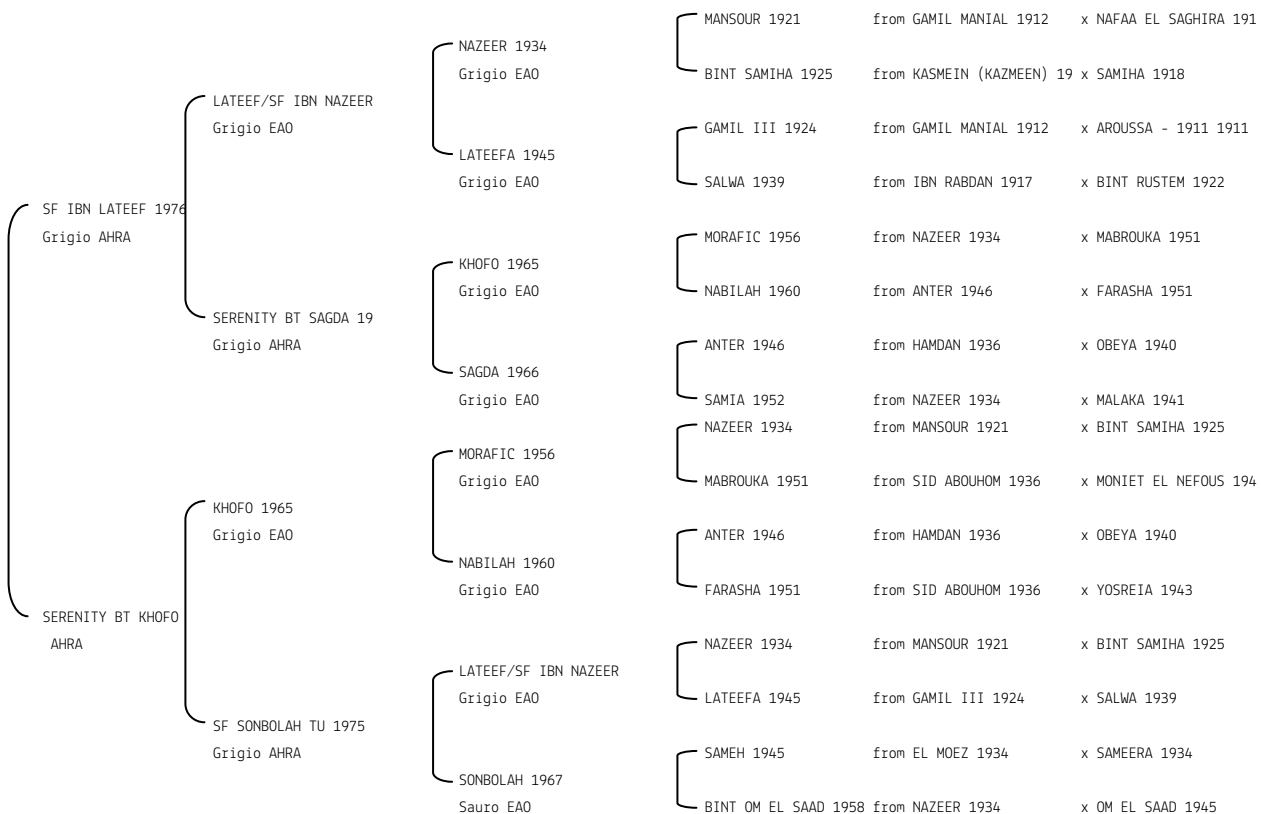 MANSOUR 1921 from GAMIL MANIAL 1912 x NAFAA EL SAGHIRA 191
NAZEER 1934
Grigio EAO BINT SAMIHA 1925 from KASMEIN (KAZMEEN) 19 x SAMIHA 1918
LATEEF/SF IBN NAZEER
Grigio EAO GAMIL III 1924 from GAMIL MANIAL 1912 x AROUSSA - 1911 1911
LATEEFA 1945
Grigio EAO SALWA 1939 from IBN RABDAN 1917 x BINT RUSTEM 1922
SF IBN LATEEF 1976
Grigio AHRA MORAFIC 1956 from NAZEER 1934 x MABROUKA 1951
KHOFO 1965
Grigio EAO NABILAH 1960 from ANTER 1946 x FARASHA 1951
SERENITY BT SAGDA 19
Grigio AHRA ANTER 1946 from HAMDAN 1936 x OBEYA 1940
SAGDA 1966
Grigio EAO SAMIA 1952 from NAZEER 1934 x MALAKA 1941
NAZEER 1934 from MANSOUR 1921 x BINT SAMIHA 1925
MORAFIC 1956
Grigio EAO MABROUKA 1951 from SID ABOUHOM 1936 x MONIET EL NEFOUS 194
KHOFO 1965
Grigio EAO ANTER 1946 from HAMDAN 1936 x OBEYA 1940
NABILAH 1960
Grigio EAO FARASHA 1951 from SID ABOUHOM 1936 x YOSREIA 1943
SERENITY BT KHOFO
AHRA NAZEER 1934 from MANSOUR 1921 x BINT SAMIHA 1925
LATEEF/SF IBN NAZEER
Grigio EAO LATEEFA 1945 from GAMIL III 1924 x SALWA 1939
SF SONBOLAH TU 1975
Grigio AHRA SAMEH 1945 from EL MOEZ 1934 x SAMEERA 1934
SONBOLAH 1967
Sauro EAO BINT OM EL SAAD 1958 from NAZEER 1934 x OM EL SAAD 1945